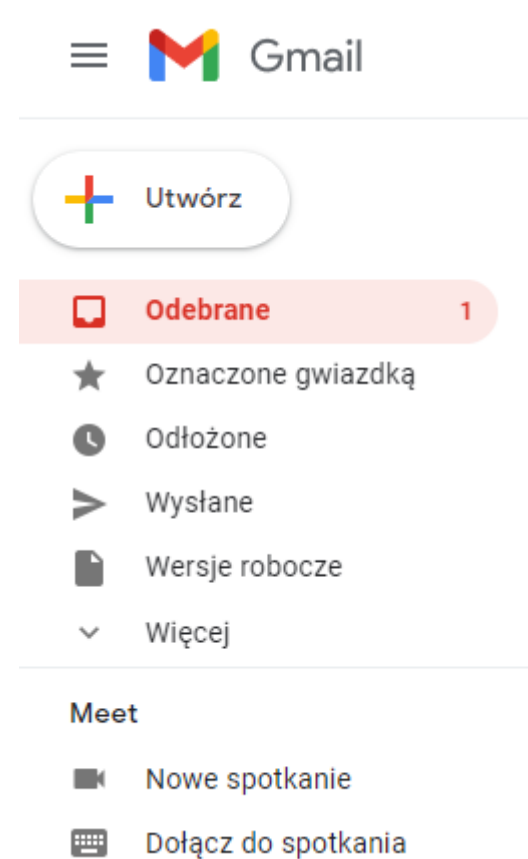 Gmail
Utwórz
Odebrane 1
Oznaczone gwiazdką
Odłożone
Wysłane
Wersje robocze
Więcej
Meet
Nowe spotkanie
Dołącz do spotkania